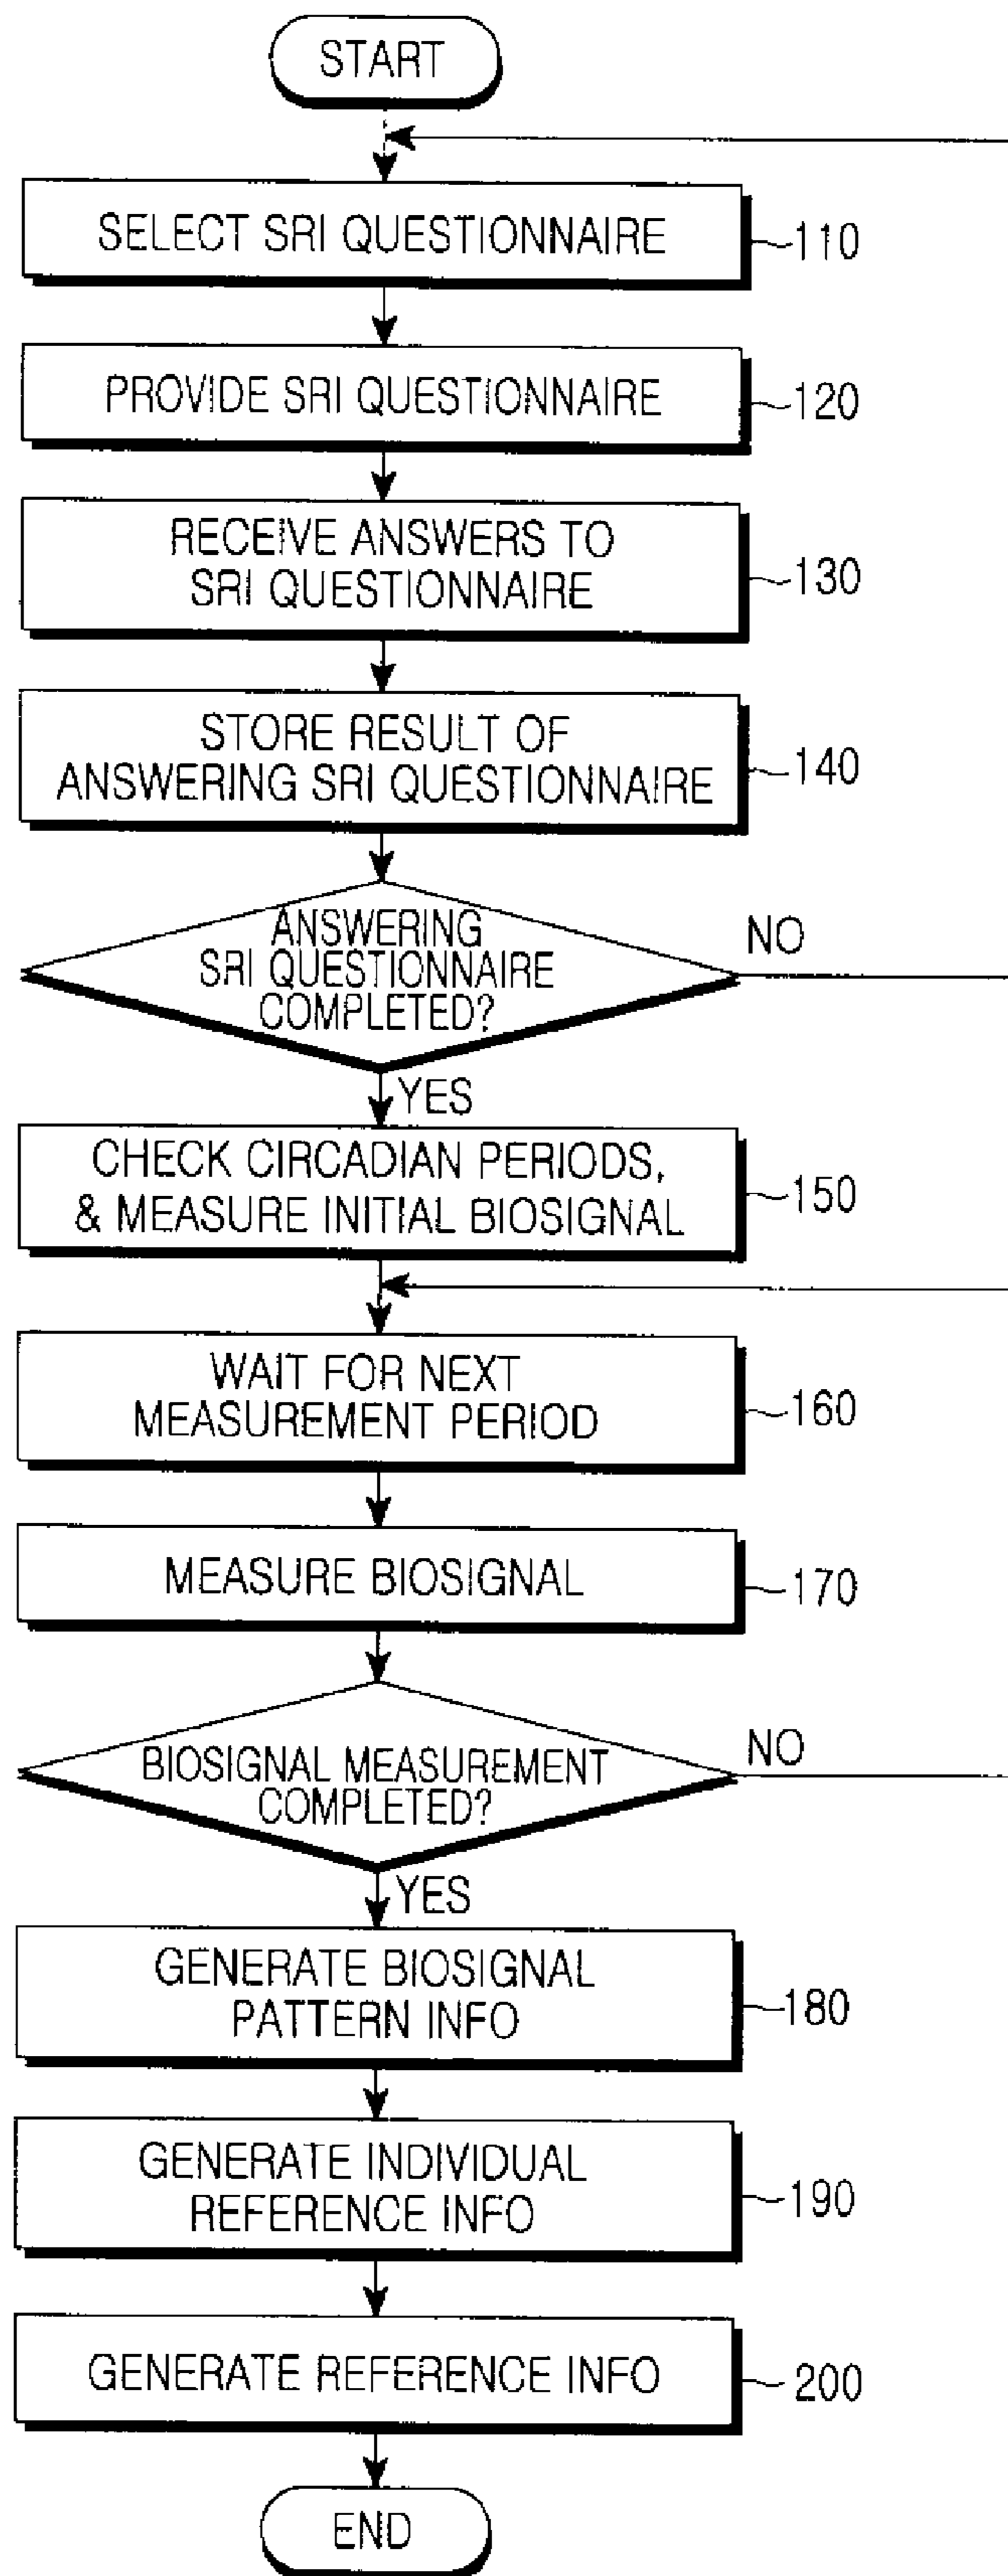 START
SELECT SRI QUESTIONNAIRE
110
PROVIDE SRI QUESTIONNAIRE
120
RECEIVE ANSWERS TO
SRI QUESTIONNAIRE
130
STORE RESULT OF
ANSWERING SRI QUESTIONNAIRE
140
ANSWERING
SRI QUESTIONNAIRE
COMPLETED?
NO
YES
CHECK CIRCADIAN PERIODS,
& MEASURE INITIAL BIOSIGNAL
150
WAIT FOR NEXT
MEASUREMENT PERIOD
160
MEASURE BIOSIGNAL
170
BIOSIGNAL MEASUREMENT
COMPLETED?
NO
YES
GENERATE BIOSIGNAL
PATTERN INFO
180
GENERATE INDIVIDUAL
REFERENCE INFO
190
GENERATE REFERENCE INFO
200
END